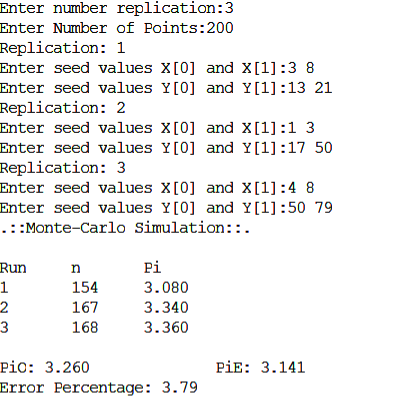 Enter number replication:3
Enter Number of Points:200
Replication: 1
Enter seed values X[0] and X[1]:3 8
Enter seed values Y[0] and Y[1]:13 21
Replication: 2
Enter seed values X[0] and X[1]:1 3
Enter seed values Y[0] and Y[1]:17 50
Replication: 3
Enter seed values X[0] and X[1]:4 8
Enter seed values Y[0] and Y[1]:50 79
.::Monte-Carlo Simulation::.
Run n Pi
1 154 3.080
2 167 3.340
3 168 3.360
PiO: 3.260 PiE: 3.141
Error Percentage: 3.79